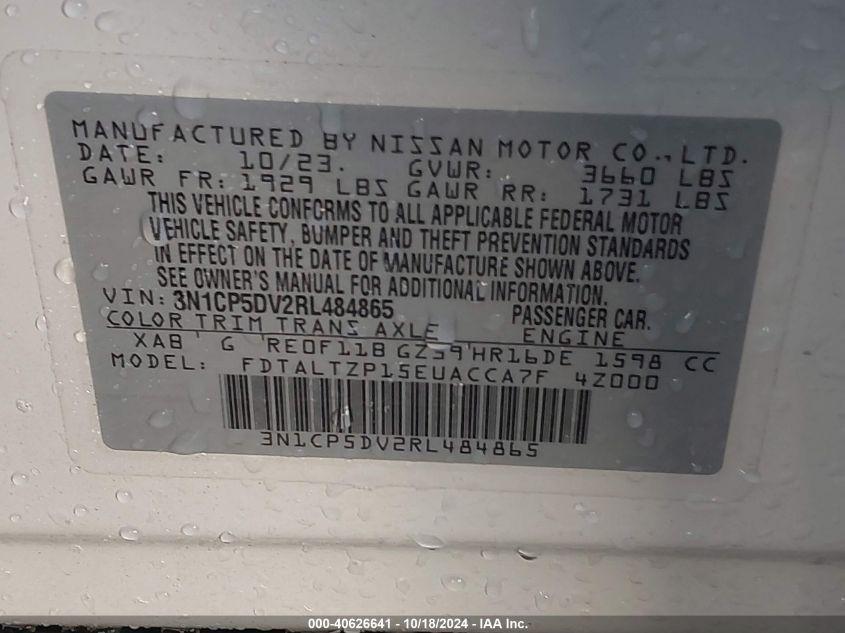 MANUFACTURED BY NISSAN MOTOR CO., LTD.
DATE: 10/23. GVWR: 3660 LBS
GAWR FR: 1929 LBS GAWR RR: 1731 LBS
THIS VEHICLE CONFORMS TO ALL APPLICABLE FEDERAL MOTOR
VEHICLE SAFETY, BUMPER AND THEFT PREVENTION STANDARDS
IN EFFECT ON THE DATE OF MANUFACTURE SHOWN ABOVE.
SEE OWNER'S MANUAL FOR ADDITIONAL INFORMATION.
VIN: 3N1CP5DV2RL484865 PASSENGER CAR.
COLOR TRIM TRANS AXLE ENGINE
XAB G RE0F11B GZ59 HR16DE 1598 CC
MODEL: FDTALTZP15EUACCA7F 4Z000
3N1CP5DV2RL484865
000-40626641 - 10/18/2024 - IAA Inc.